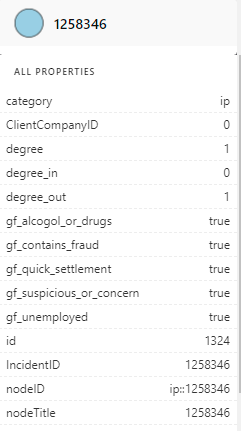 1258346
ALL PROPERTIES
category ip
ClientCompanyID 0
degree 1
degree_in 0
degree_out 1
gf_alcogol_or_drugs true
gf_contains_fraud true
gf_quick_settlement true
gf_suspicious_or_concern true
gf_unemployed true
id 1324
IncidentID 1258346
nodeID ip::1258346
nodeTitle 1258346